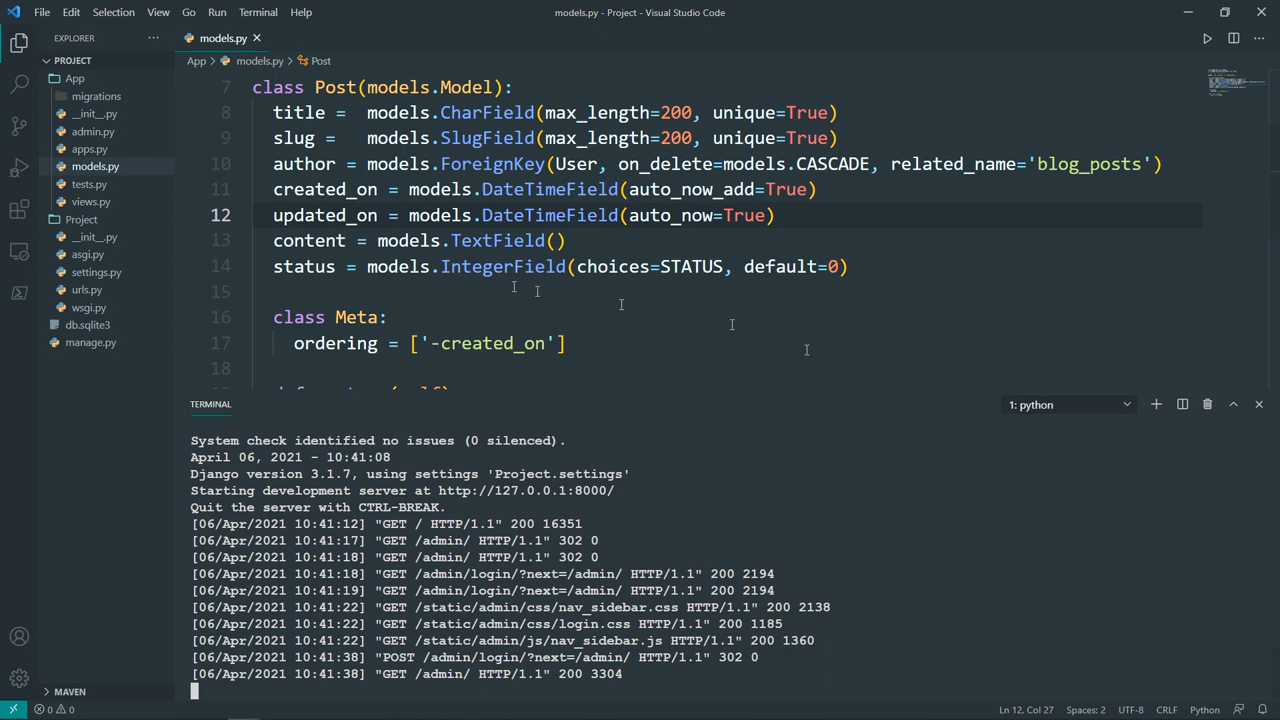 File Edit Selection View Go Run Terminal Help models.py - Project - Visual Studio Code
EXPLORER
PROJECT
App
migrations
__init__.py
admin.py
apps.py
models.py
tests.py
views.py
Project
__init__.py
asgi.py
settings.py
urls.py
wsgi.py
db.sqlite3
manage.py
MAVEN
models.py
App > models.py > Post
7 class Post(models.Model):
8 title = models.CharField(max_length=200, unique=True)
9 slug = models.SlugField(max_length=200, unique=True)
10 author = models.ForeignKey(User, on_delete=models.CASCADE, related_name='blog_posts')
11 created_on = models.DateTimeField(auto_now_add=True)
12 updated_on = models.DateTimeField(auto_now=True)
13 content = models.TextField()
14 status = models.IntegerField(choices=STATUS, default=0)
15
16 class Meta:
17 ordering = ['-created_on']
18
TERMINAL
1: python
System check identified no issues (0 silenced).
April 06, 2021 - 10:41:08
Django version 3.1.7, using settings 'Project.settings'
Starting development server at http://127.0.0.1:8000/
Quit the server with CTRL-BREAK.
[06/Apr/2021 10:41:12] "GET / HTTP/1.1" 200 16351
[06/Apr/2021 10:41:17] "GET /admin/ HTTP/1.1" 302 0
[06/Apr/2021 10:41:18] "GET /admin/ HTTP/1.1" 302 0
[06/Apr/2021 10:41:18] "GET /admin/login/?next=/admin/ HTTP/1.1" 200 2194
[06/Apr/2021 10:41:19] "GET /admin/login/?next=/admin/ HTTP/1.1" 200 2194
[06/Apr/2021 10:41:22] "GET /static/admin/css/nav_sidebar.css HTTP/1.1" 200 2138
[06/Apr/2021 10:41:22] "GET /static/admin/css/login.css HTTP/1.1" 200 1185
[06/Apr/2021 10:41:22] "GET /static/admin/js/nav_sidebar.js HTTP/1.1" 200 1360
[06/Apr/2021 10:41:38] "POST /admin/login/?next=/admin/ HTTP/1.1" 302 0
[06/Apr/2021 10:41:38] "GET /admin/ HTTP/1.1" 200 3304
0 0 Ln 12, Col 27 Spaces: 2 UTF-8 CRLF Python